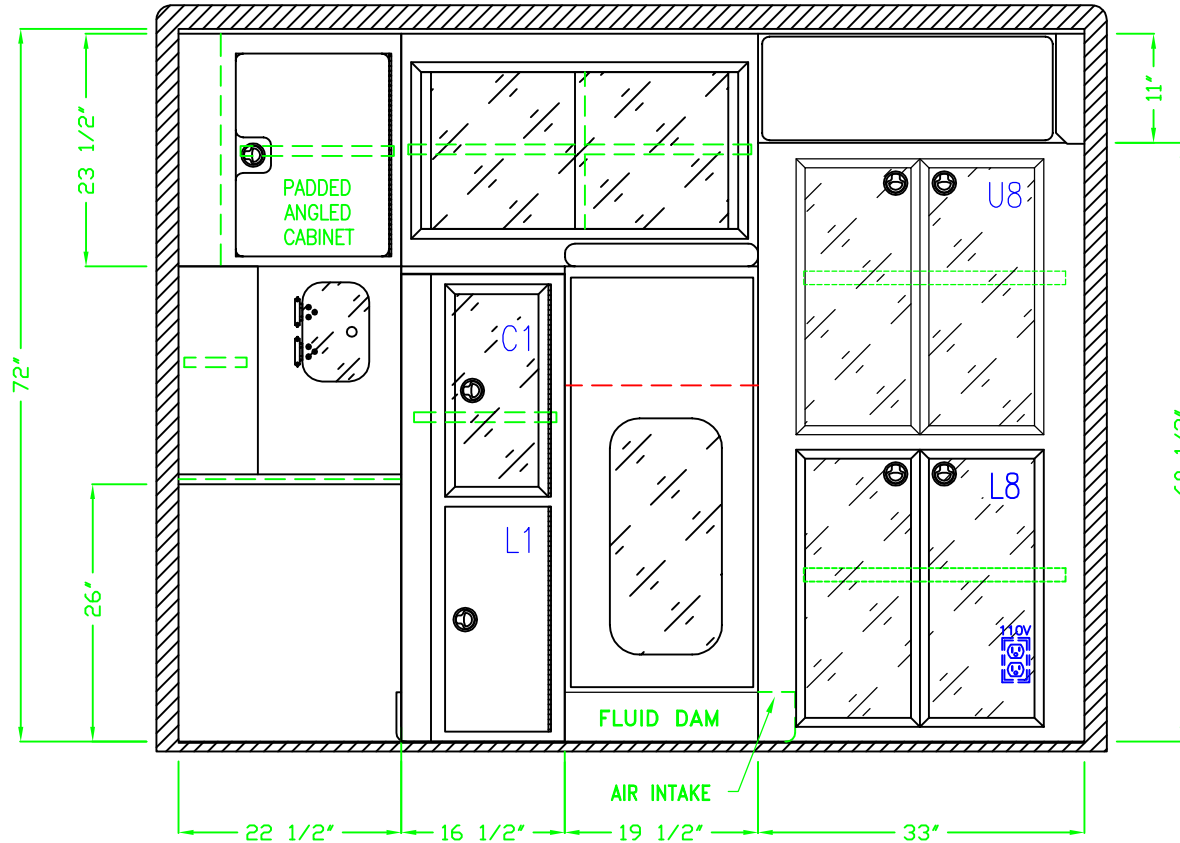 11"
23 1/2"
PADDED
ANGLED
CABINET
U8
C1
72"
L8
L1
26"
110V
FLUID DAM
AIR INTAKE
22 1/2"
16 1/2"
19 1/2"
33"